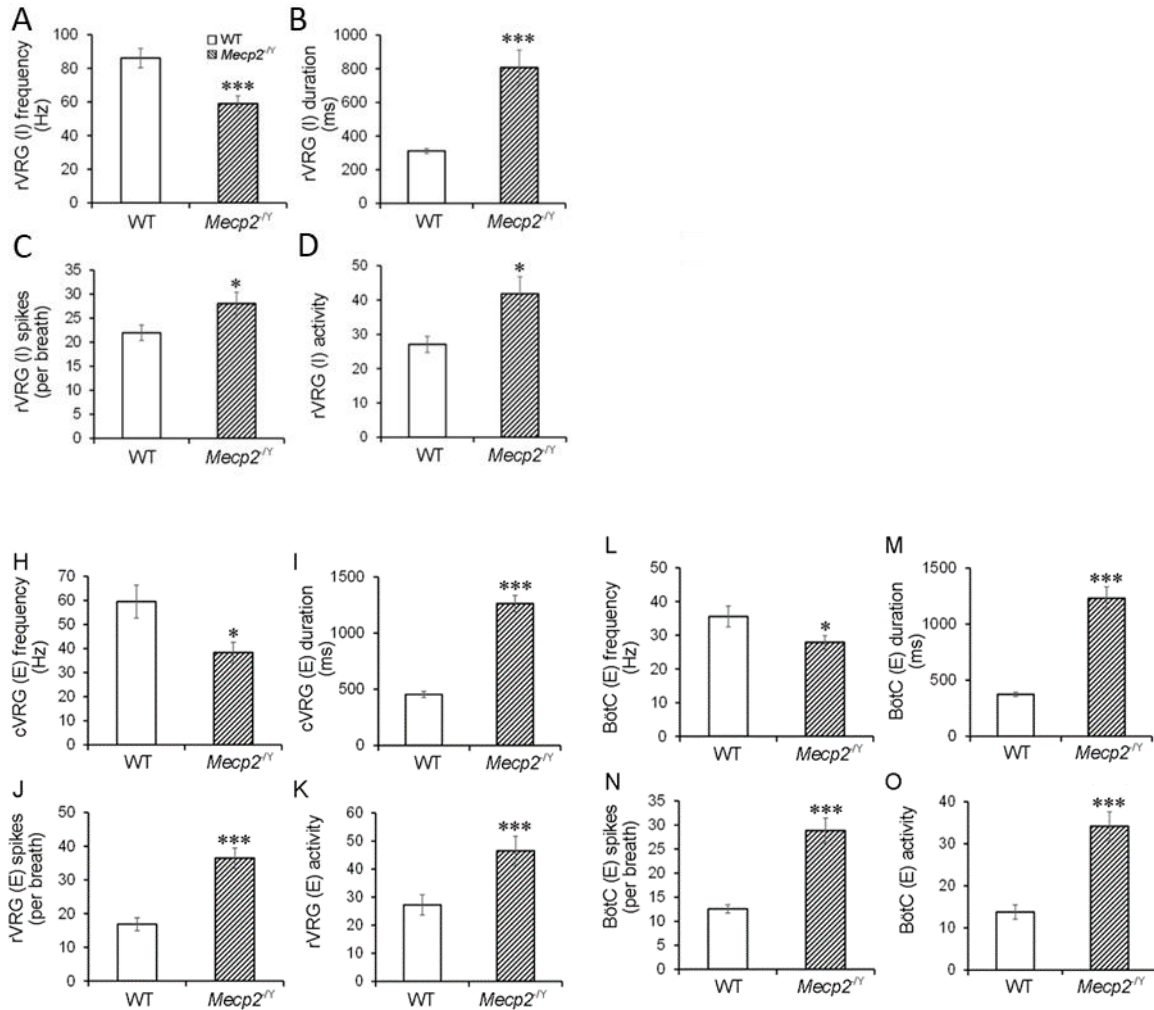 A
rVRG (I) frequency
(Hz)
100
80
60
40
20
0
WT
Mecp2-/Y
***
WT
Mecp2-/Y
B
rVRG (I) duration
(ms)
1000
800
600
400
200
0
***
WT
Mecp2-/Y
C
rVRG (I) spikes
(per breath)
35
30
25
20
15
10
5
0
*
WT
Mecp2-/Y
D
rVRG (I) activity
50
40
30
20
10
0
*
WT
Mecp2-/Y
H
cVRG (E) frequency
(Hz)
70
60
50
40
30
20
10
0
*
WT
Mecp2-/Y
I
cVRG (E) duration
(ms)
1500
1000
500
0
***
WT
Mecp2-/Y
L
BötC (E) frequency
(Hz)
50
40
30
20
10
0
*
WT
Mecp2-/Y
M
BötC (E) duration
(ms)
1500
1000
500
0
***
WT
Mecp2-/Y
J
rVRG (E) spikes
(per breath)
50
40
30
20
10
0
***
WT
Mecp2-/Y
K
rVRG (E) activity
60
50
40
30
20
10
0
***
WT
Mecp2-/Y
N
BötC (E) spikes
(per breath)
35
30
25
20
15
10
5
0
***
WT
Mecp2-/Y
O
BötC (E) activity
40
30
20
10
0
***
WT
Mecp2-/Y